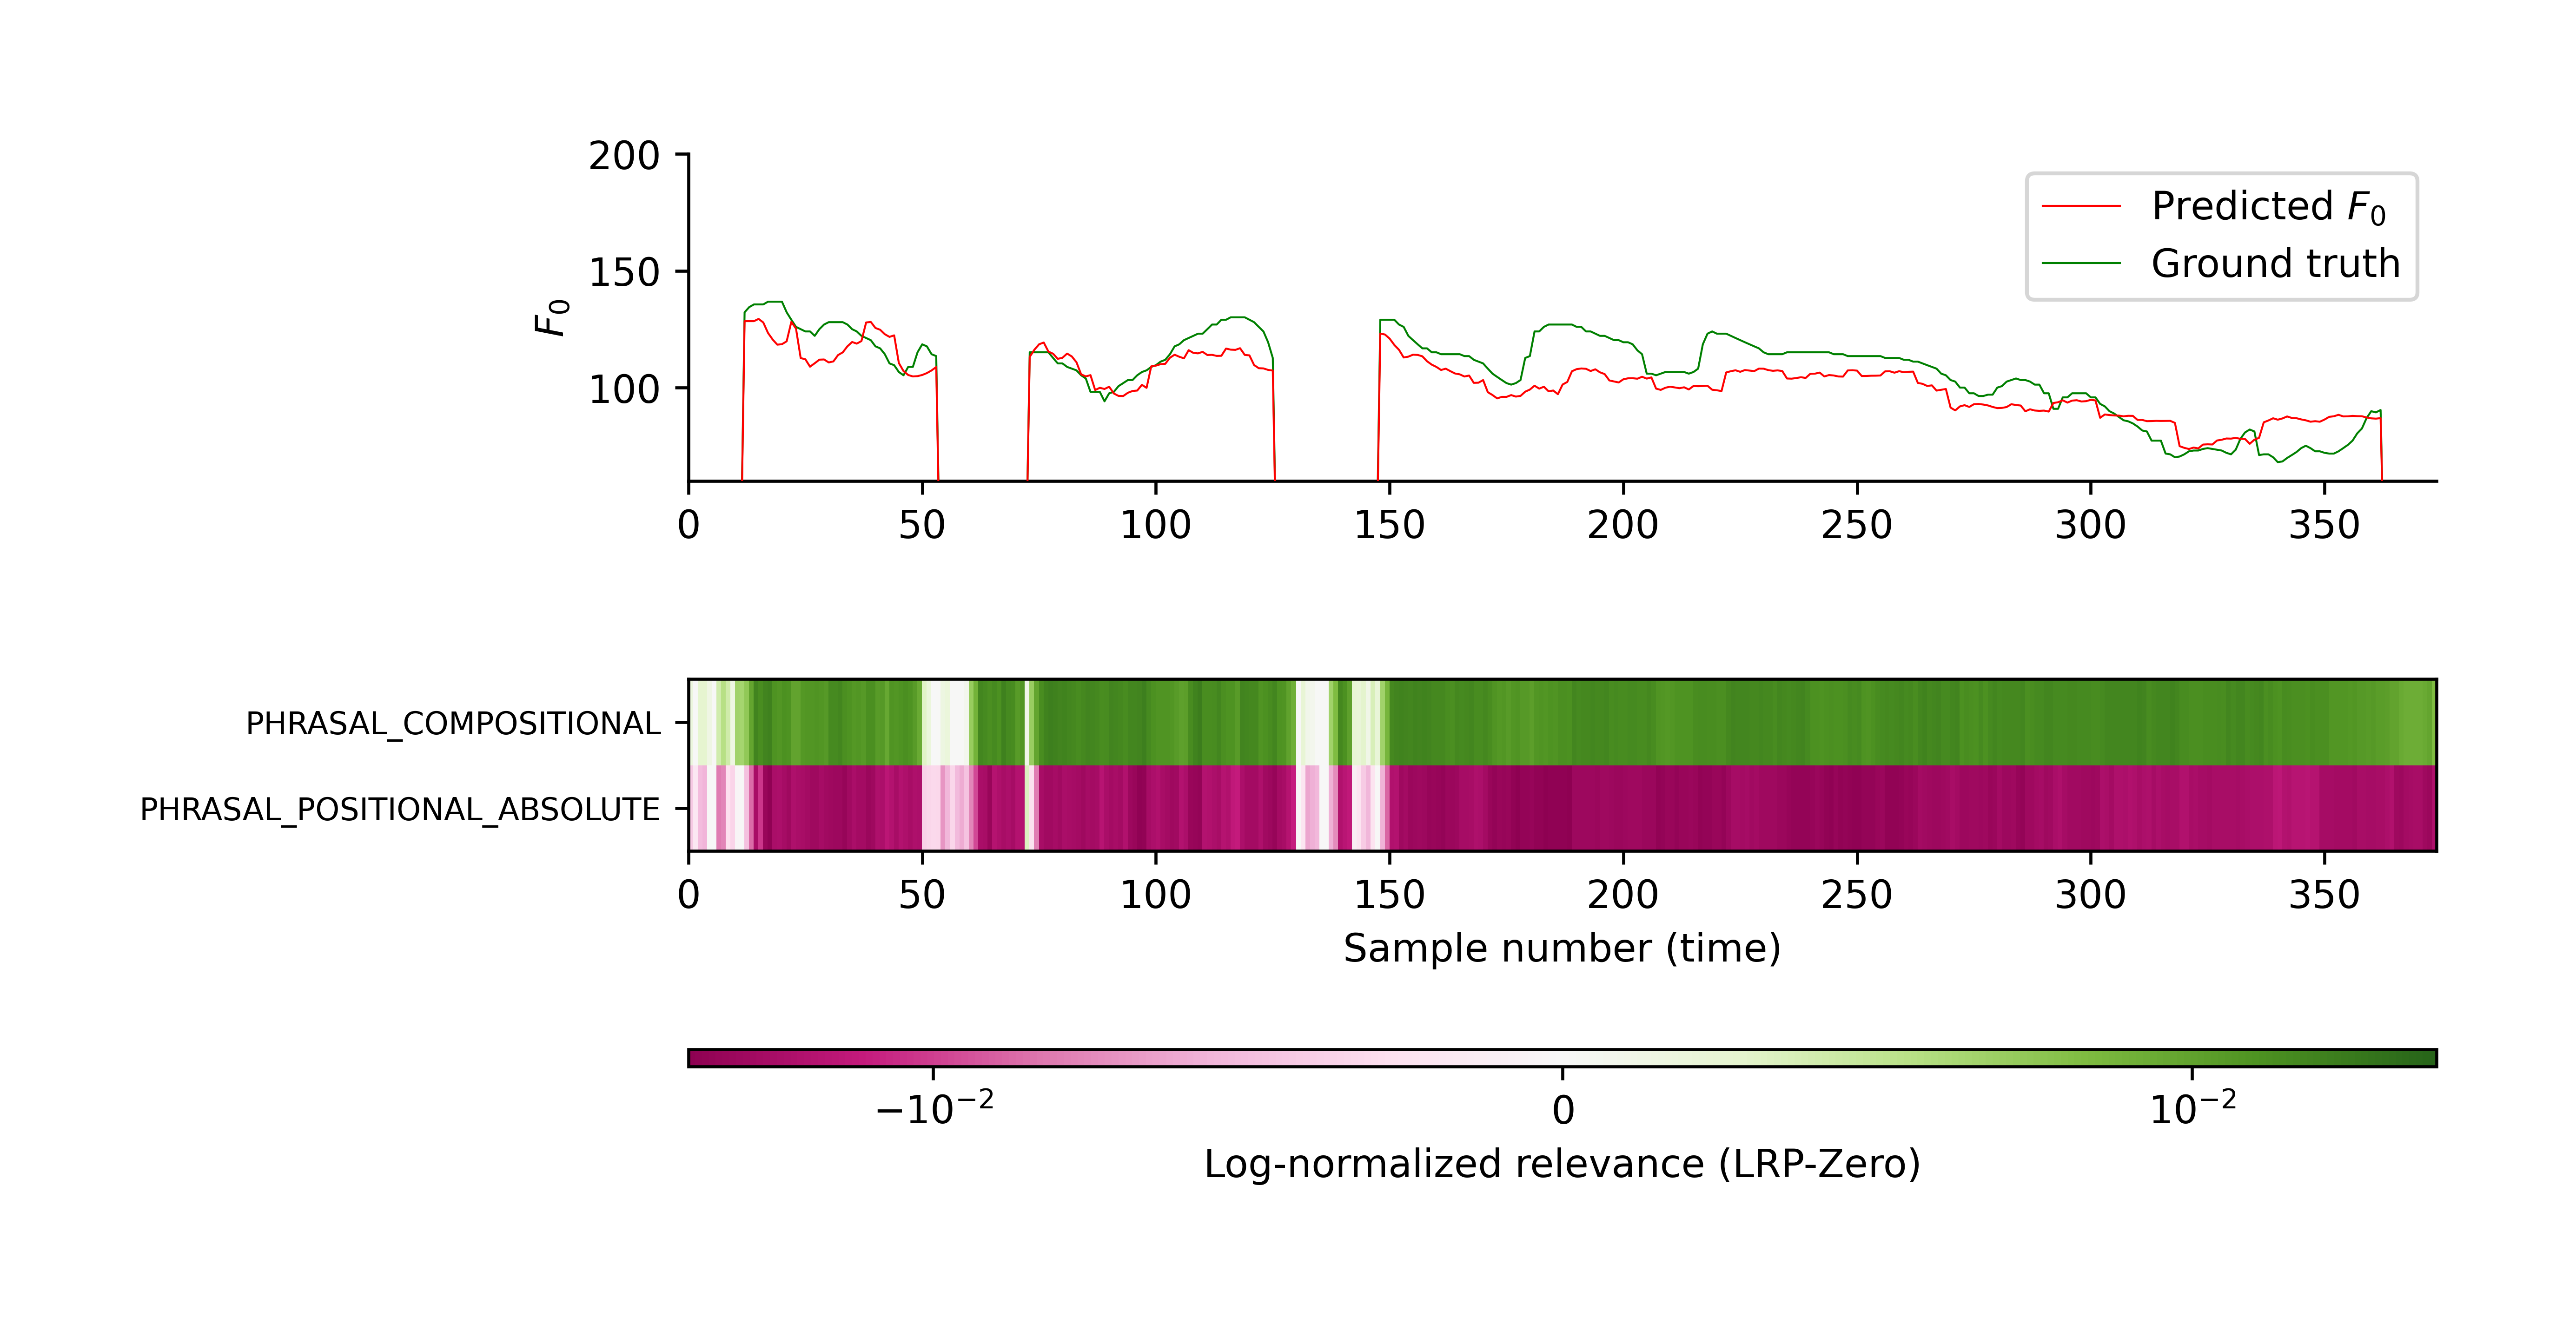 200
150
100
F₀
Predicted F₀
Ground truth
0 50 100 150 200 250 300 350
PHRASAL_COMPOSITIONAL
PHRASAL_POSITIONAL_ABSOLUTE
0 50 100 150 200 250 300 350
Sample number (time)
−10⁻² 0 10⁻²
Log-normalized relevance (LRP-Zero)